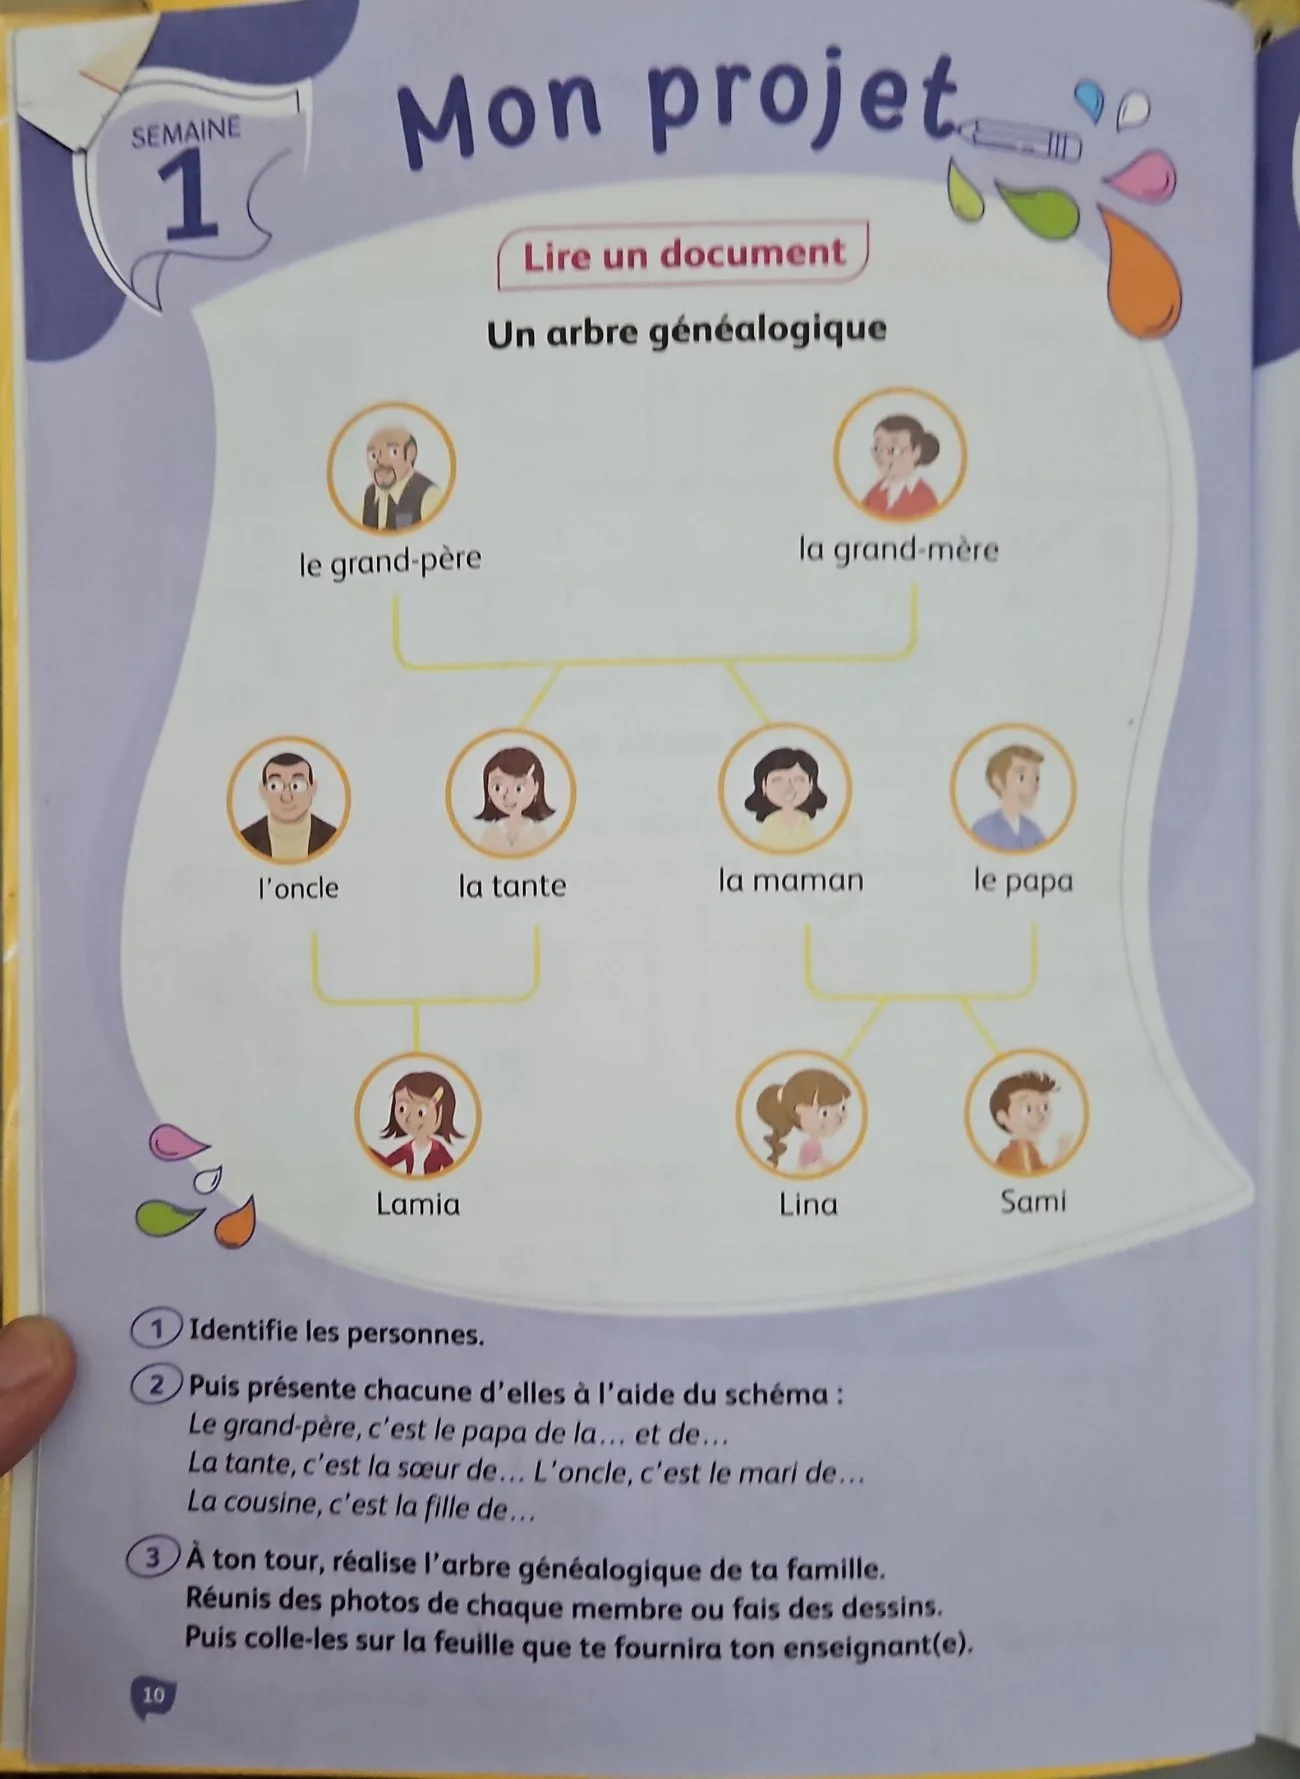 SEMAINE
1
Mon projet
Lire un document
Un arbre généalogique
le grand-père
la grand-mère
l'oncle
la tante
la maman
le papa
Lamia
Lina
Sami
1 Identifie les personnes.
2 Puis présente chacune d'elles à l'aide du schéma :
Le grand-père, c'est le papa de la... et de...
La tante, c'est la sœur de... L'oncle, c'est le mari de...
La cousine, c'est la fille de...
3 À ton tour, réalise l'arbre généalogique de ta famille.
Réunis des photos de chaque membre ou fais des dessins.
Puis colle-les sur la feuille que te fournira ton enseignant(e).
10